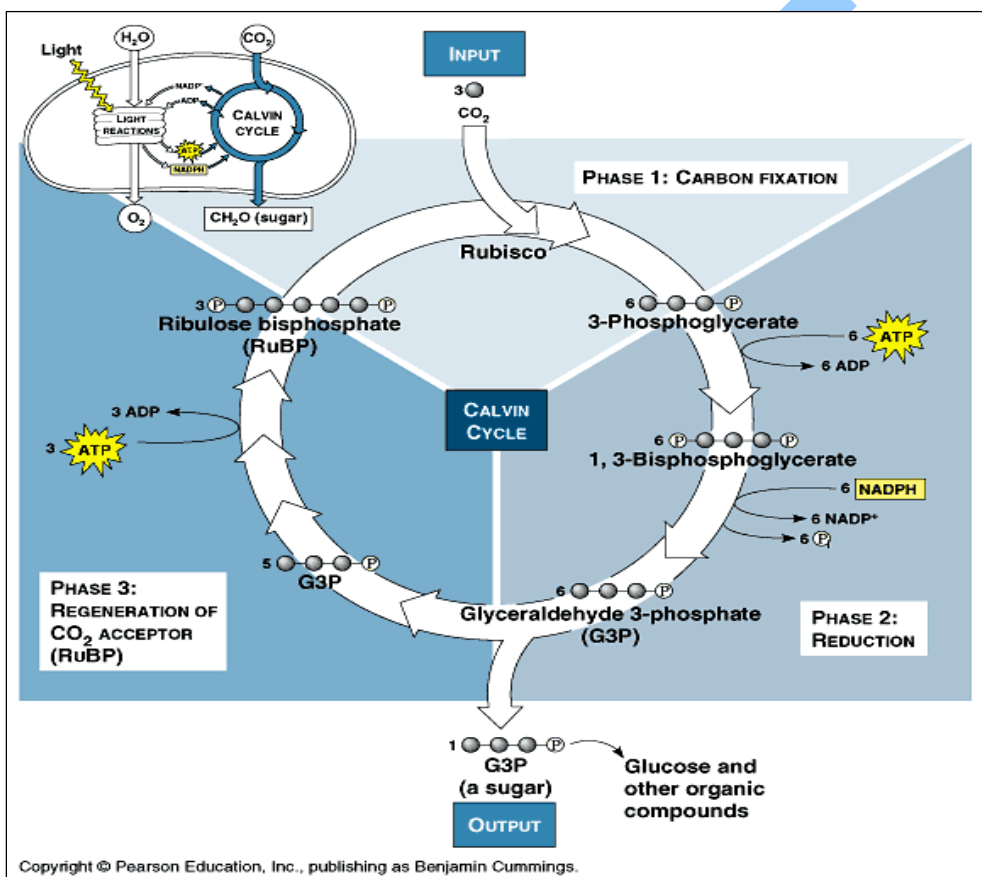 Light
H₂O
CO₂
NADP⁺
ADP
LIGHT
REACTIONS
CALVIN
CYCLE
ATP
NADPH
O₂
CH₂O (sugar)
INPUT
3
CO₂
PHASE 1: CARBON FIXATION
Rubisco
3 P P
Ribulose bisphosphate
(RuBP)
6 P
3-Phosphoglycerate
6 ATP
6 ADP
CALVIN
CYCLE
3 ADP
3 ATP
6 P P
1, 3-Bisphosphoglycerate
6 NADPH
6 NADP⁺
6 Pᵢ
5 P
G3P
6 P
Glyceraldehyde 3-phosphate
(G3P)
PHASE 3:
REGENERATION OF
CO₂ ACCEPTOR
(RuBP)
PHASE 2:
REDUCTION
1 P
G3P
(a sugar)
Glucose and
other organic
compounds
OUTPUT
Copyright © Pearson Education, Inc., publishing as Benjamin Cummings.